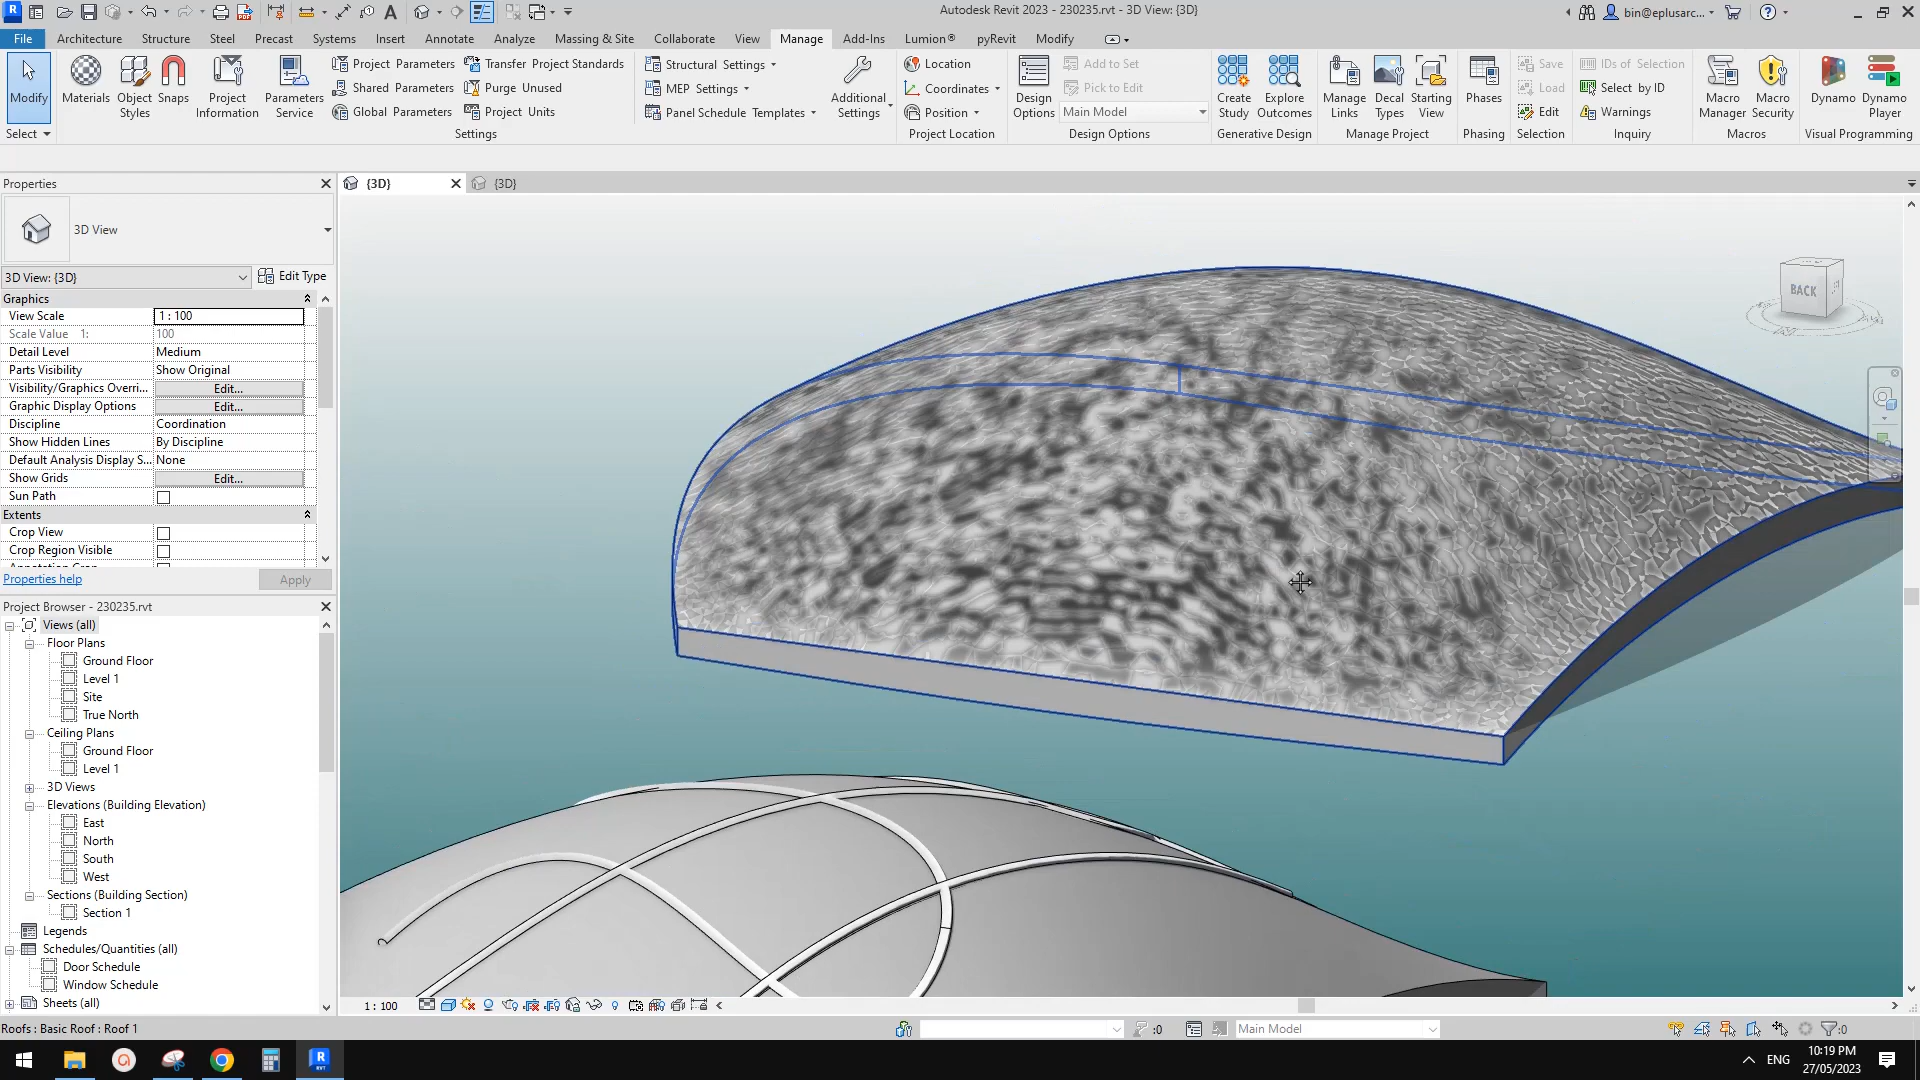 Autodesk Revit 2023 - 230235.rvt - 3D View: {3D}
bin@eplusarc...
File Architecture Structure Steel Precast Systems Insert Annotate Analyze Massing & Site Collaborate View Manage Add-Ins Lumion® pyRevit Modify
Modify
Materials
Object Styles
Snaps
Project Information
Parameters Service
Project Parameters
Shared Parameters
Global Parameters
Transfer Project Standards
Purge Unused
Project Units
Structural Settings
MEP Settings
Panel Schedule Templates
Additional Settings
Location
Coordinates
Position
Design Options
Add to Set
Pick to Edit
Main Model
Create Study
Explore Outcomes
Manage Links
Decal Types
Starting View
Phases
Save
Load
Edit
IDs of Selection
Select by ID
Warnings
Macro Manager
Macro Security
Dynamo
Dynamo Player
Select Settings Project Location Design Options Generative Design Manage Project Phasing Selection Inquiry Macros Visual Programming
Properties
{3D} {3D}
3D View
3D View: {3D} Edit Type
Graphics
View Scale 1 : 100
Scale Value 1: 100
Detail Level Medium
Parts Visibility Show Original
Visibility/Graphics Overri... Edit...
Graphic Display Options Edit...
Discipline Coordination
Show Hidden Lines By Discipline
Default Analysis Display S... None
Show Grids Edit...
Sun Path
Extents
Crop View
Crop Region Visible
Properties help Apply
Project Browser - 230235.rvt
Views (all)
Floor Plans
Ground Floor
Level 1
Site
True North
Ceiling Plans
Ground Floor
Level 1
3D Views
Elevations (Building Elevation)
East
North
South
West
Sections (Building Section)
Section 1
Legends
Schedules/Quantities (all)
Door Schedule
Window Schedule
Sheets (all)
BACK
1 : 100
Roofs : Basic Roof : Roof 1
:0
Main Model
:0
ENG
10:19 PM
27/05/2023